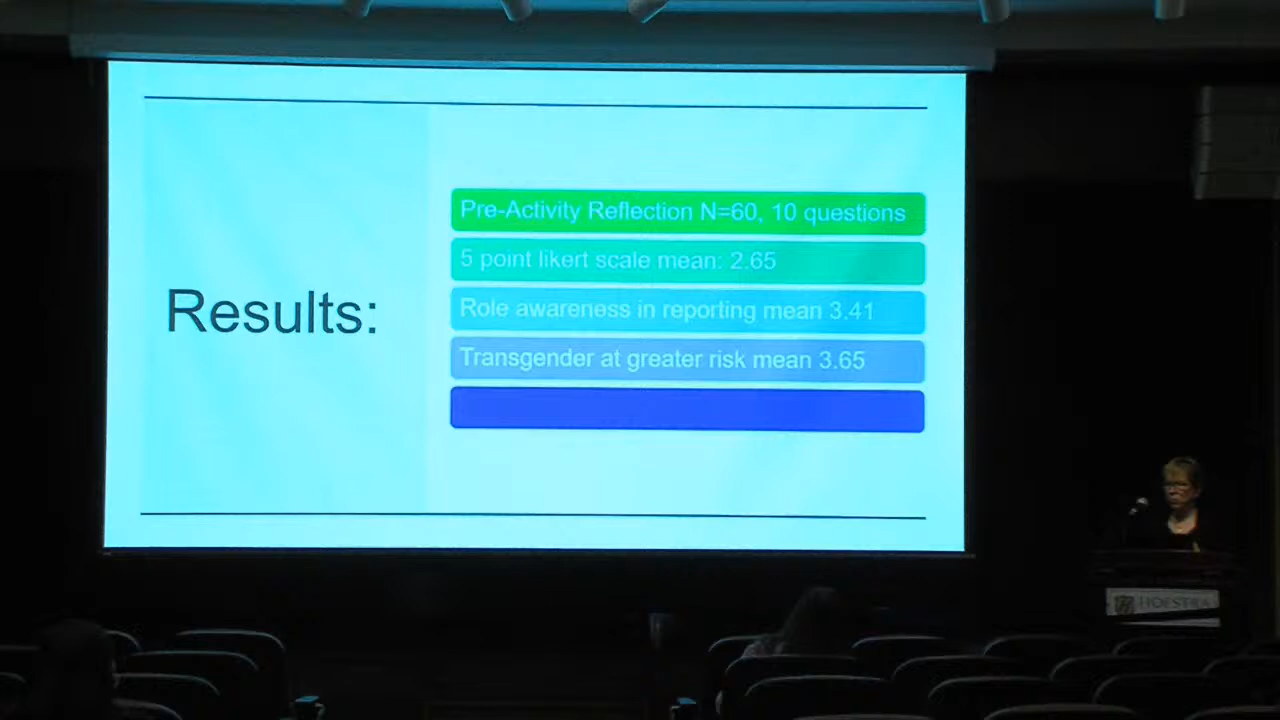 Results:
Pre-Activity Reflection N=60, 10 questions
5 point likert scale mean: 2.65
Role awareness in reporting mean 3.41
Transgender at greater risk mean 3.65
HOFSTRA